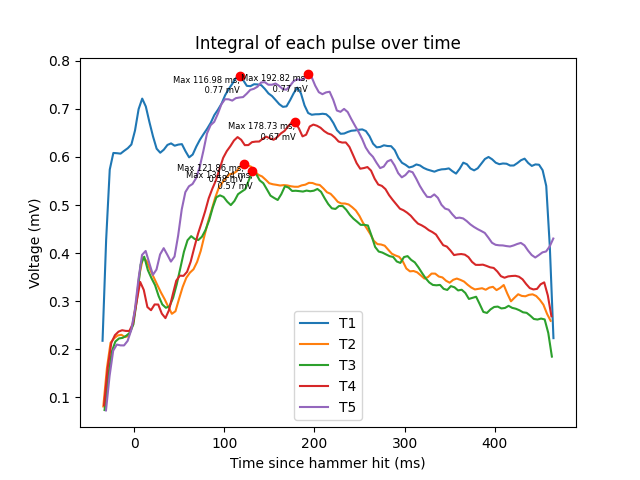 Integral of each pulse over time
Voltage (mV)
0.8
0.7
0.6
0.5
0.4
0.3
0.2
0.1
Max 116.98 ms,
0.77 mV
Max 192.82 ms,
0.77 mV
Max 178.73 ms,
0.67 mV
Max 121.86 ms,
0.57 mV
T1
T2
T3
T4
T5
0
100
200
300
400
Time since hammer hit (ms)